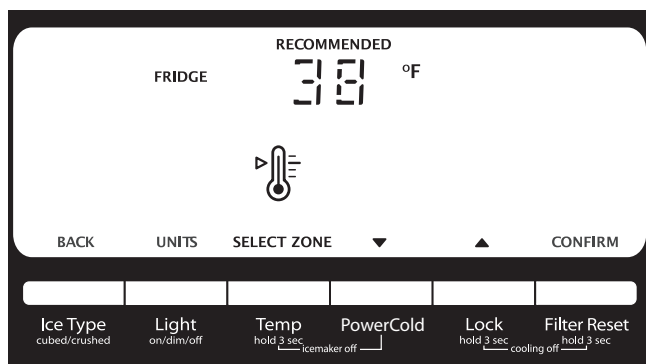 RECOMMENDED
FRIDGE 38 °F
BACK UNITS SELECT ZONE ▼ ▲ CONFIRM
Ice Type Light Temp PowerCold Lock Filter Reset
cubed/crushed on/dim/off hold 3 sec hold 3 sec hold 3 sec
icemaker off cooling off